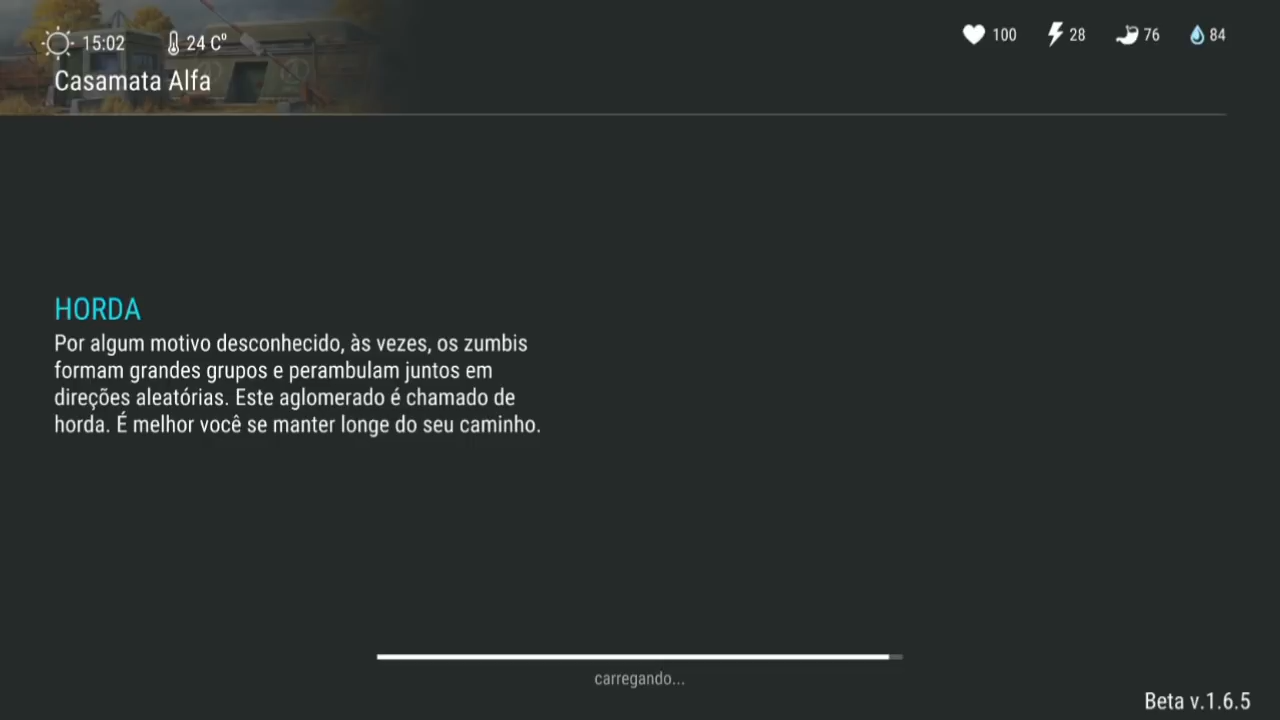 15:02 24 Cº 100 28 76 84
Casamata Alfa
HORDA
Por algum motivo desconhecido, às vezes, os zumbis
formam grandes grupos e perambulam juntos em
direções aleatórias. Este aglomerado é chamado de
horda. É melhor você se manter longe do seu caminho.
carregando...
Beta v.1.6.5